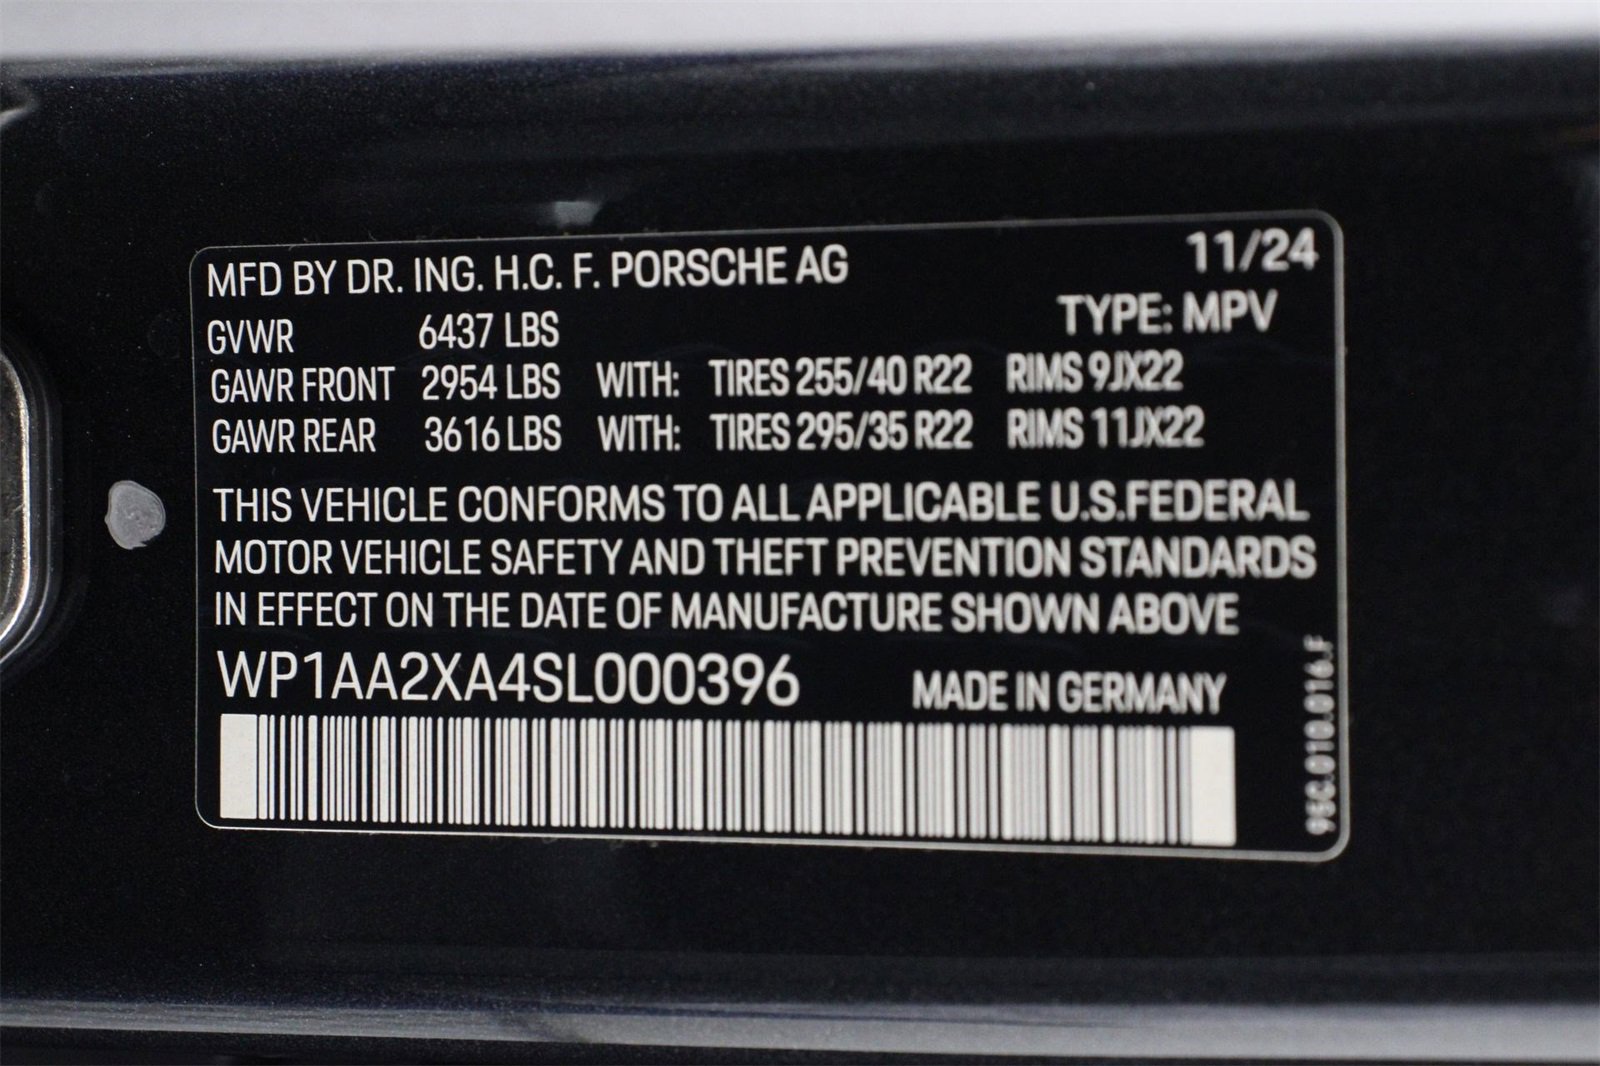 MFD BY DR. ING. H.C. F. PORSCHE AG 11/24
TYPE: MPV
GVWR 6437 LBS
GAWR FRONT 2954 LBS WITH: TIRES 255/40 R22 RIMS 9JX22
GAWR REAR 3616 LBS WITH: TIRES 295/35 R22 RIMS 11JX22
THIS VEHICLE CONFORMS TO ALL APPLICABLE U.S.FEDERAL
MOTOR VEHICLE SAFETY AND THEFT PREVENTION STANDARDS
IN EFFECT ON THE DATE OF MANUFACTURE SHOWN ABOVE
WP1AA2XA4SL000396 MADE IN GERMANY
95C.010.016.F